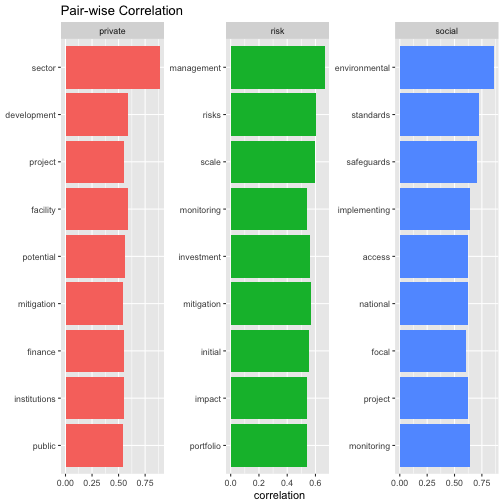 Pair-wise Correlation
private
sector
development
project
facility
potential
mitigation
finance
institutions
public
0.00 0.25 0.50 0.75
risk
management
risks
scale
monitoring
investment
mitigation
initial
impact
portfolio
0.0 0.2 0.4 0.6
social
environmental
standards
safeguards
implementing
access
national
focal
project
monitoring
0.00 0.25 0.50 0.75
correlation